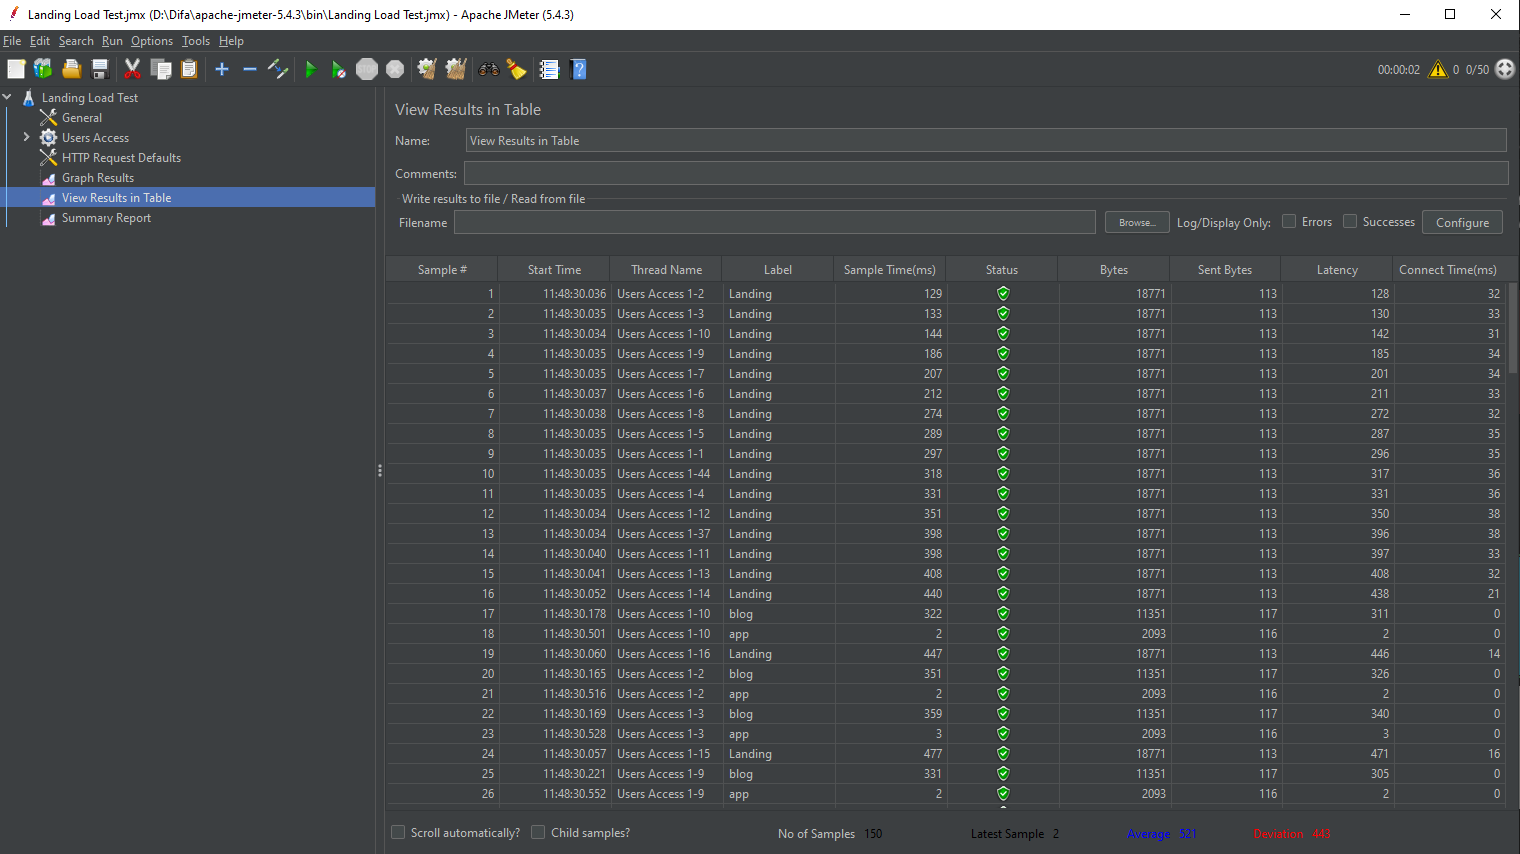 Landing Load Test.jmx (D:\Difa\apache-jmeter-5.4.3\bin\Landing Load Test.jmx) - Apache JMeter (5.4.3)
File Edit Search Run Options Tools Help
00:00:02 0 0/50
Landing Load Test
General
Users Access
HTTP Request Defaults
Graph Results
View Results in Table
Summary Report
View Results in Table
Name: View Results in Table
Comments:
Write results to file / Read from file
Filename Browse... Log/Display Only: Errors Successes Configure
Sample # Start Time Thread Name Label Sample Time(ms) Status Bytes Sent Bytes Latency Connect Time(ms)
1 11:48:30.036 Users Access 1-2 Landing 129 18771 113 128 32
2 11:48:30.035 Users Access 1-3 Landing 133 18771 113 130 33
3 11:48:30.034 Users Access 1-10 Landing 144 18771 113 142 31
4 11:48:30.035 Users Access 1-9 Landing 186 18771 113 185 34
5 11:48:30.035 Users Access 1-7 Landing 207 18771 113 201 34
6 11:48:30.037 Users Access 1-6 Landing 212 18771 113 211 33
7 11:48:30.038 Users Access 1-8 Landing 274 18771 113 272 32
8 11:48:30.035 Users Access 1-5 Landing 289 18771 113 287 35
9 11:48:30.035 Users Access 1-1 Landing 297 18771 113 296 35
10 11:48:30.035 Users Access 1-44 Landing 318 18771 113 317 36
11 11:48:30.035 Users Access 1-4 Landing 331 18771 113 331 36
12 11:48:30.034 Users Access 1-12 Landing 351 18771 113 350 38
13 11:48:30.034 Users Access 1-37 Landing 398 18771 113 396 38
14 11:48:30.040 Users Access 1-11 Landing 398 18771 113 397 33
15 11:48:30.041 Users Access 1-13 Landing 408 18771 113 408 32
16 11:48:30.052 Users Access 1-14 Landing 440 18771 113 438 21
17 11:48:30.178 Users Access 1-10 blog 322 11351 117 311 0
18 11:48:30.501 Users Access 1-10 app 2 2093 116 2 0
19 11:48:30.060 Users Access 1-16 Landing 447 18771 113 446 14
20 11:48:30.165 Users Access 1-2 blog 351 11351 117 326 0
21 11:48:30.516 Users Access 1-2 app 2 2093 116 2 0
22 11:48:30.169 Users Access 1-3 blog 359 11351 117 340 0
23 11:48:30.528 Users Access 1-3 app 3 2093 116 3 0
24 11:48:30.057 Users Access 1-15 Landing 477 18771 113 471 16
25 11:48:30.221 Users Access 1-9 blog 331 11351 117 305 0
26 11:48:30.552 Users Access 1-9 app 2 2093 116 2 0
Scroll automatically? Child samples? No of Samples 150 Latest Sample 2 Average 521 Deviation 443